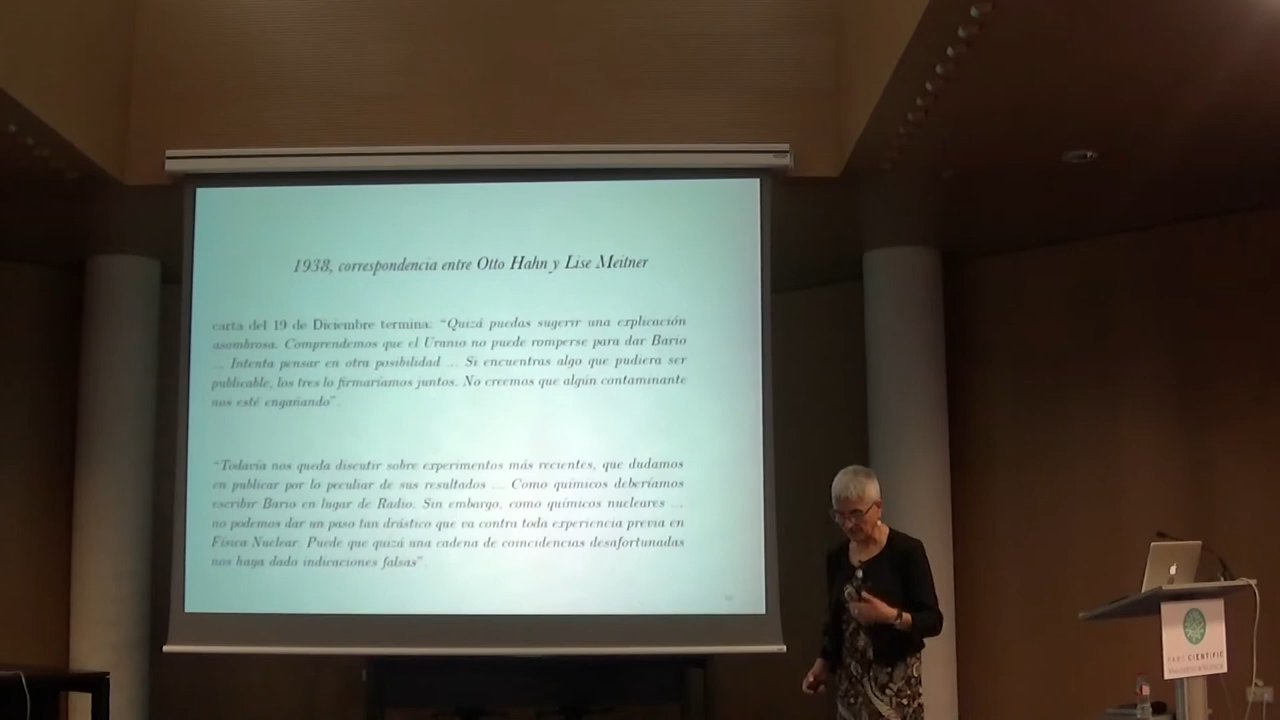 1938, correspondencia entre Otto Hahn y Lise Meitner
carta del 19 de Diciembre termina: “Quizá puedas sugerir una explicación
asombrosa. Comprendemos que el Uranio no puede romperse para dar Bario
... Intenta pensar en otra posibilidad ... Si encuentras algo que pudiera ser
publicable, los tres lo firmaríamos juntos. No creemos que algún contaminante
nos esté engañando”.
“Todavía nos queda discutir sobre experimentos más recientes, que dudamos
en publicar por lo peculiar de sus resultados ... Como químicos deberíamos
escribir Bario en lugar de Radio. Sin embargo, como químicos nucleares ...
no podemos dar un paso tan drástico que va contra toda experiencia previa en
Física Nuclear. Puede que quizá una cadena de coincidencias desafortunadas
nos haya dado indicaciones falsas”.
PARC CIENTÍFIC